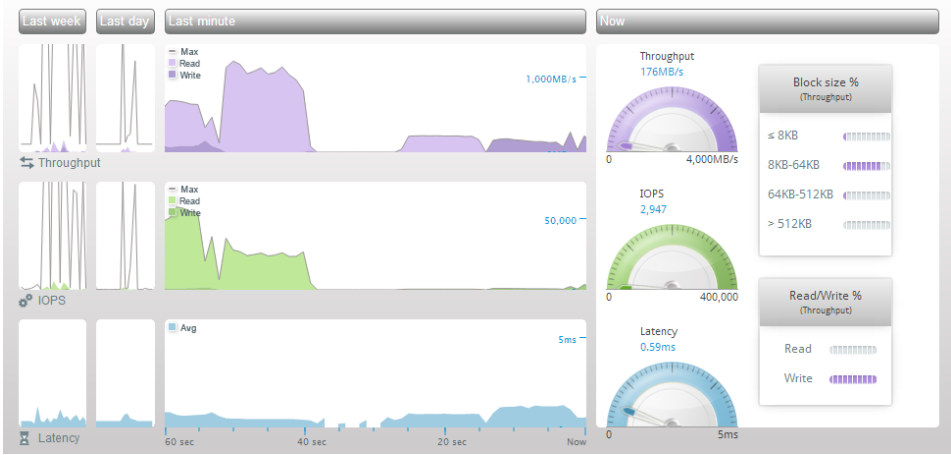 Last week
Last day
Last minute
Now
Max
Read
Write
1,000MB/s
Throughput
Max
Read
Write
50,000
IOPS
Avg
5ms
Latency
60 sec
40 sec
20 sec
Now
Throughput
176MB/s
0
4,000MB/s
IOPS
2,947
0
400,000
Latency
0.59ms
0
5ms
Block size %
(Throughput)
≤ 8KB
8KB-64KB
64KB-512KB
> 512KB
Read/Write %
(Throughput)
Read
Write